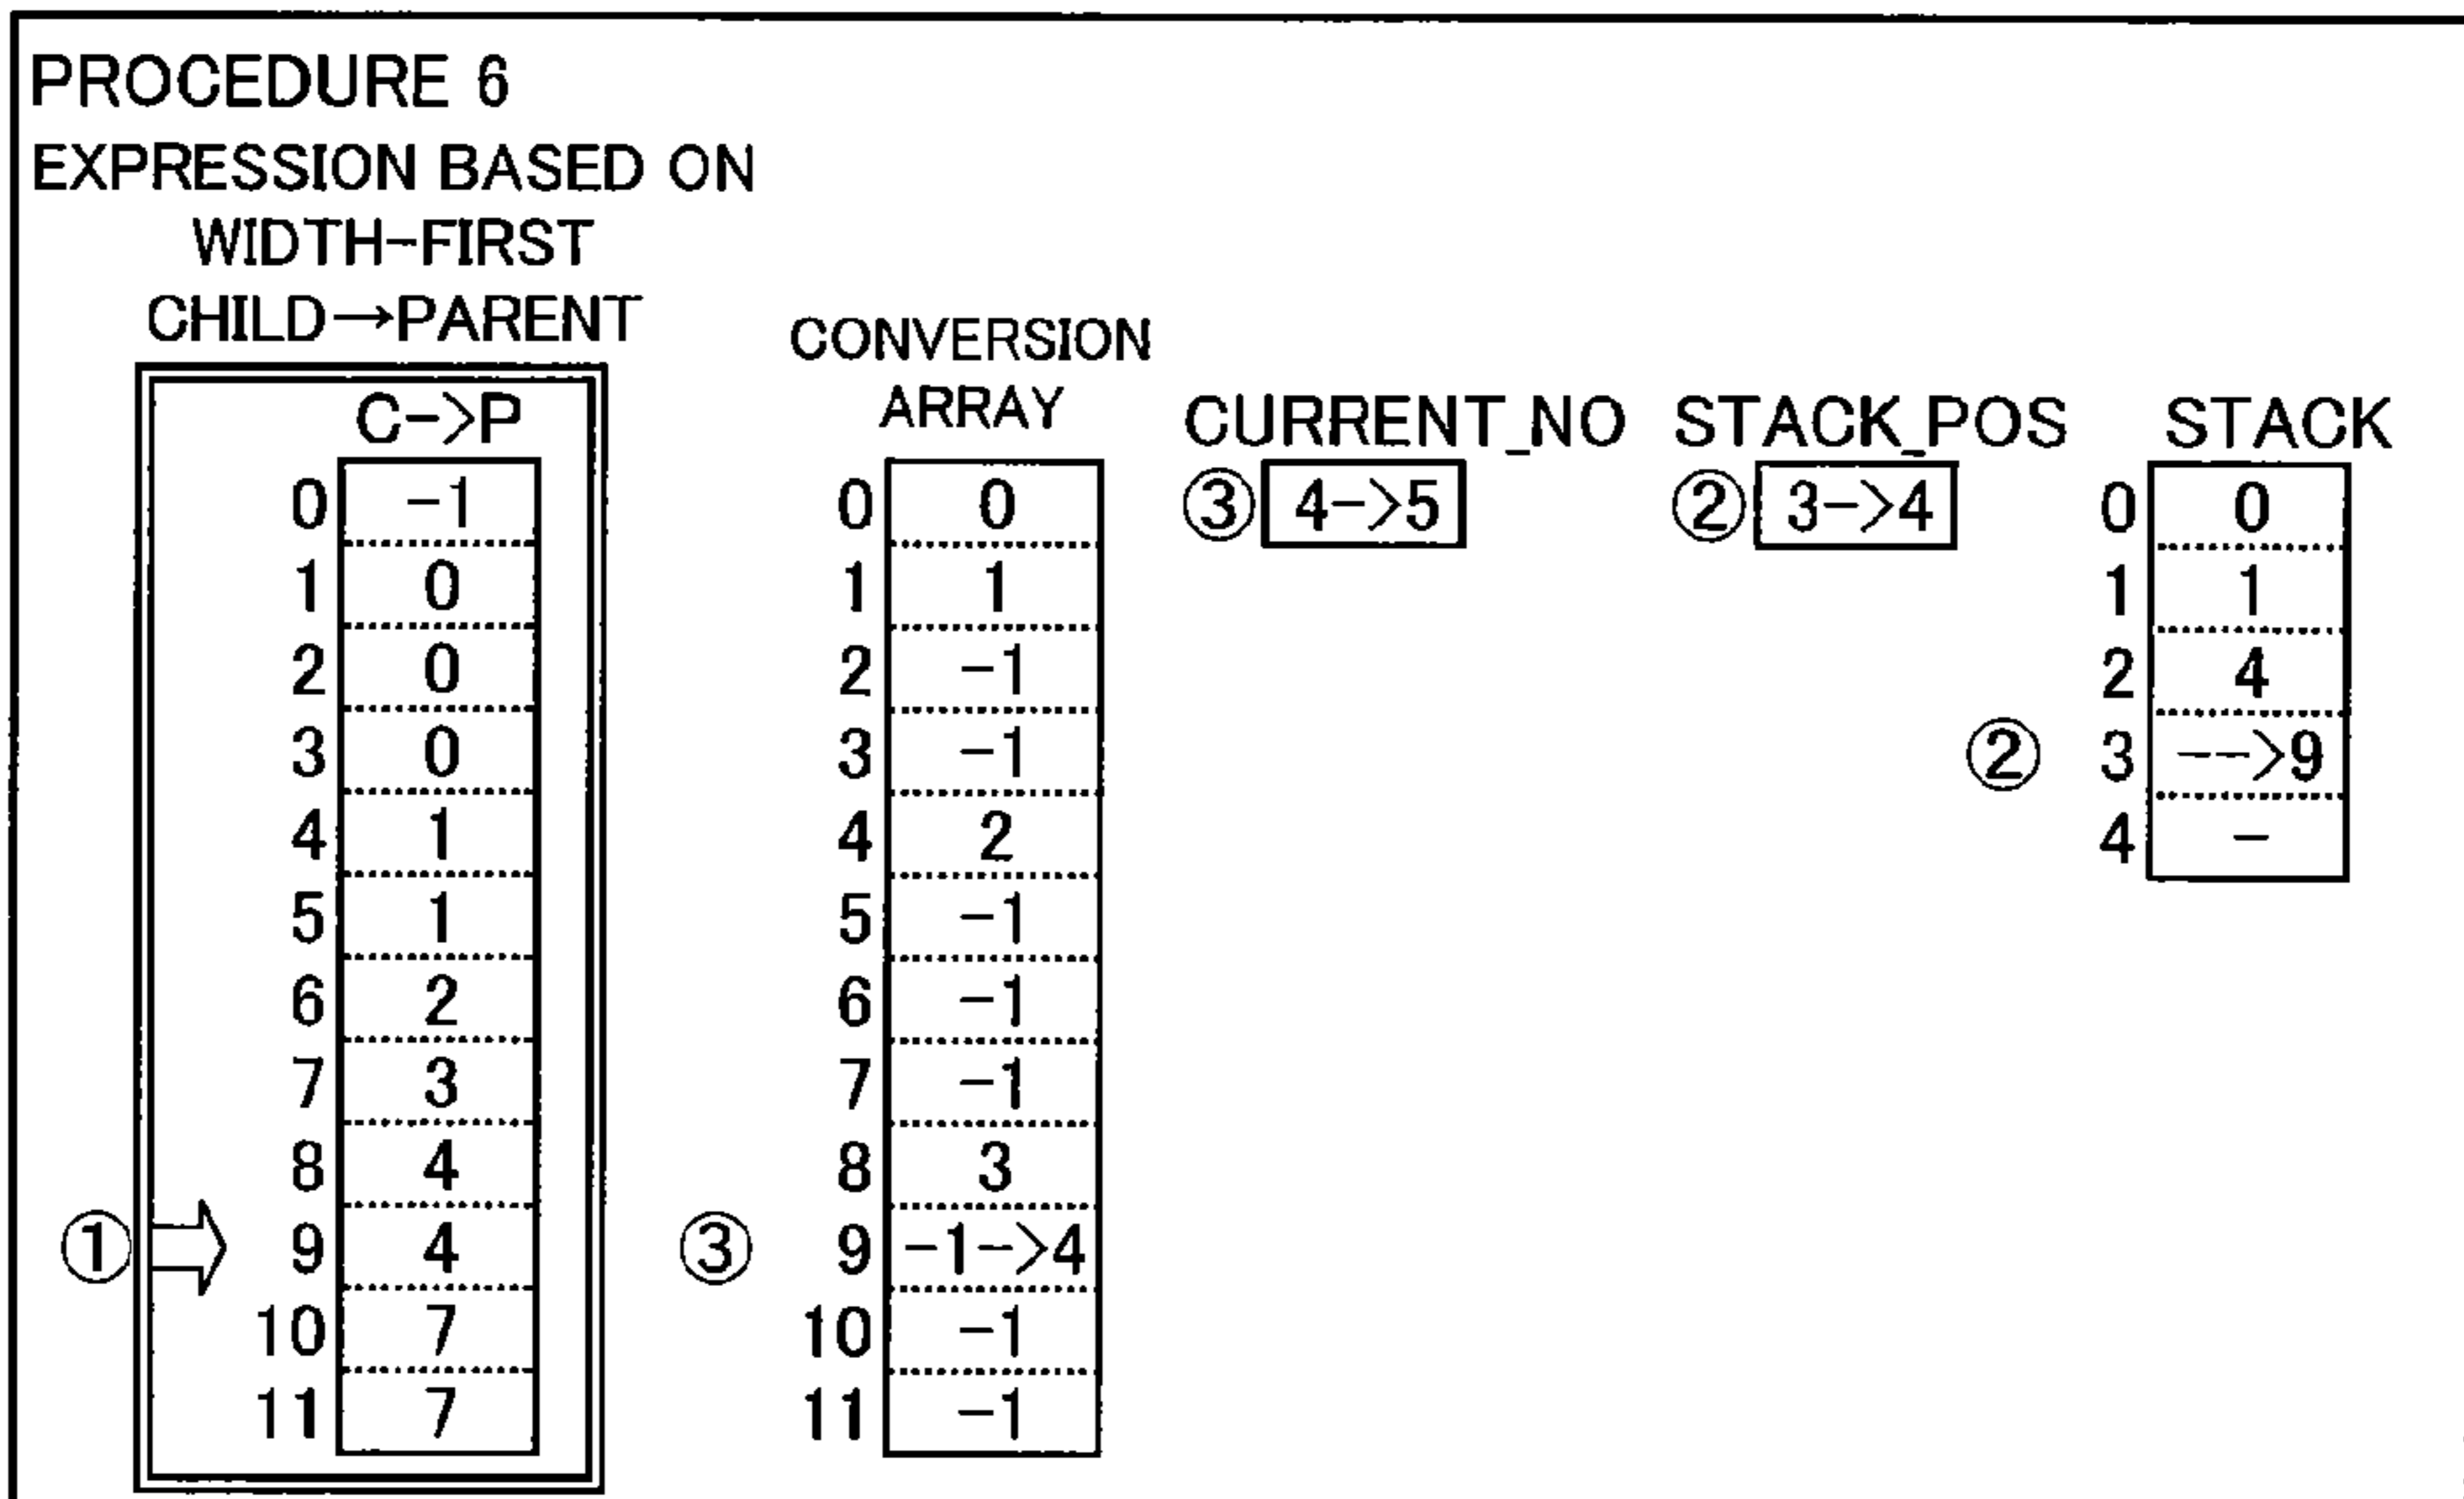 PROCEDURE 6
EXPRESSION BASED ON
WIDTH-FIRST
CHILD→PARENT
CONVERSION
ARRAY
CURRENT_NO STACK_POS STACK
C->P
0 -1 0 0 ③ 4->5 ② 3->4 0 0
1 0 1 1 1 1
2 0 2 -1 2 4
3 0 3 -1 ② 3 -->9
4 1 4 2 4 -
5 1 5 -1
6 2 6 -1
7 3 7 -1
8 4 8 3
① 9 4 ③ 9 -1->4
10 7 10 -1
11 7 11 -1